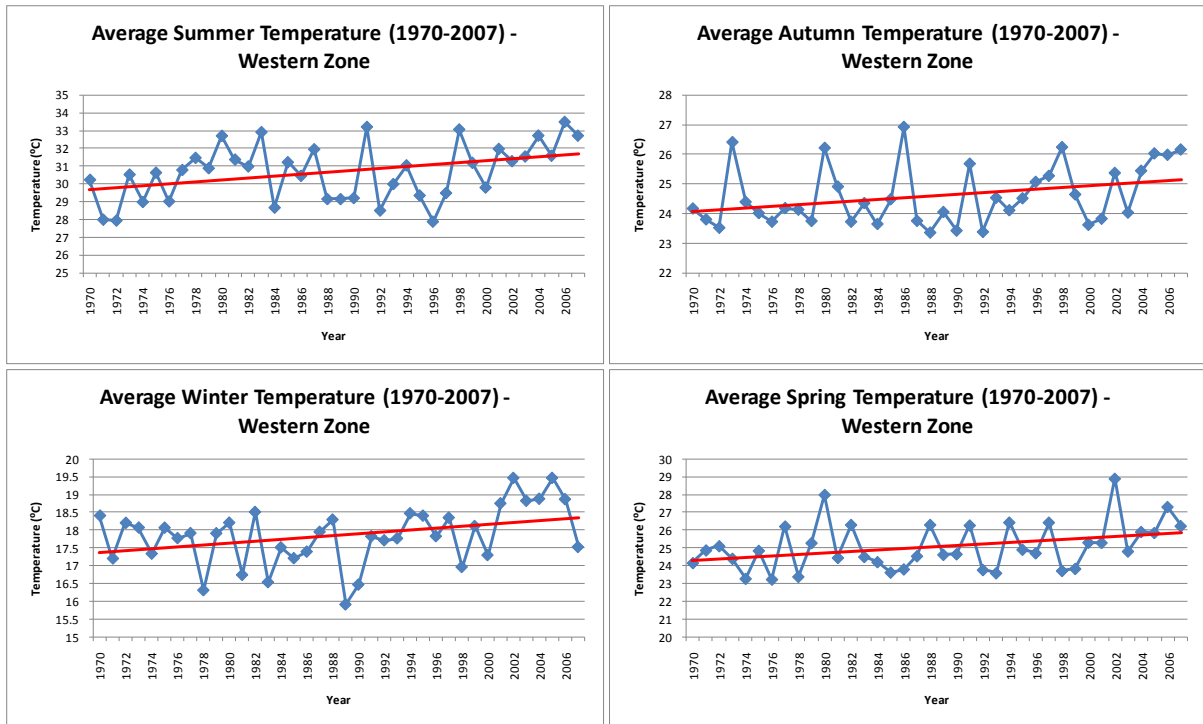 Average Summer Temperature (1970-2007) -
Western Zone
35
34
33
32
31
30
29
28
27
26
25
Temperature (⁰C)
1970 1972 1974 1976 1978 1980 1982 1984 1986 1988 1990 1992 1994 1996 1998 2000 2002 2004 2006
Year
Average Autumn Temperature (1970-2007) -
Western Zone
28
27
26
25
24
23
22
Temperature (⁰C)
1970 1972 1974 1976 1978 1980 1982 1984 1986 1988 1990 1992 1994 1996 1998 2000 2002 2004 2006
Year
Average Winter Temperature (1970-2007) -
Western Zone
20
19.5
19
18.5
18
17.5
17
16.5
16
15.5
15
Temperature (⁰C)
1970 1972 1974 1976 1978 1980 1982 1984 1986 1988 1990 1992 1994 1996 1998 2000 2002 2004 2006
Year
Average Spring Temperature (1970-2007) -
Western Zone
30
29
28
27
26
25
24
23
22
21
20
Temperature (⁰C)
1970 1972 1974 1976 1978 1980 1982 1984 1986 1988 1990 1992 1994 1996 1998 2000 2002 2004 2006
Year